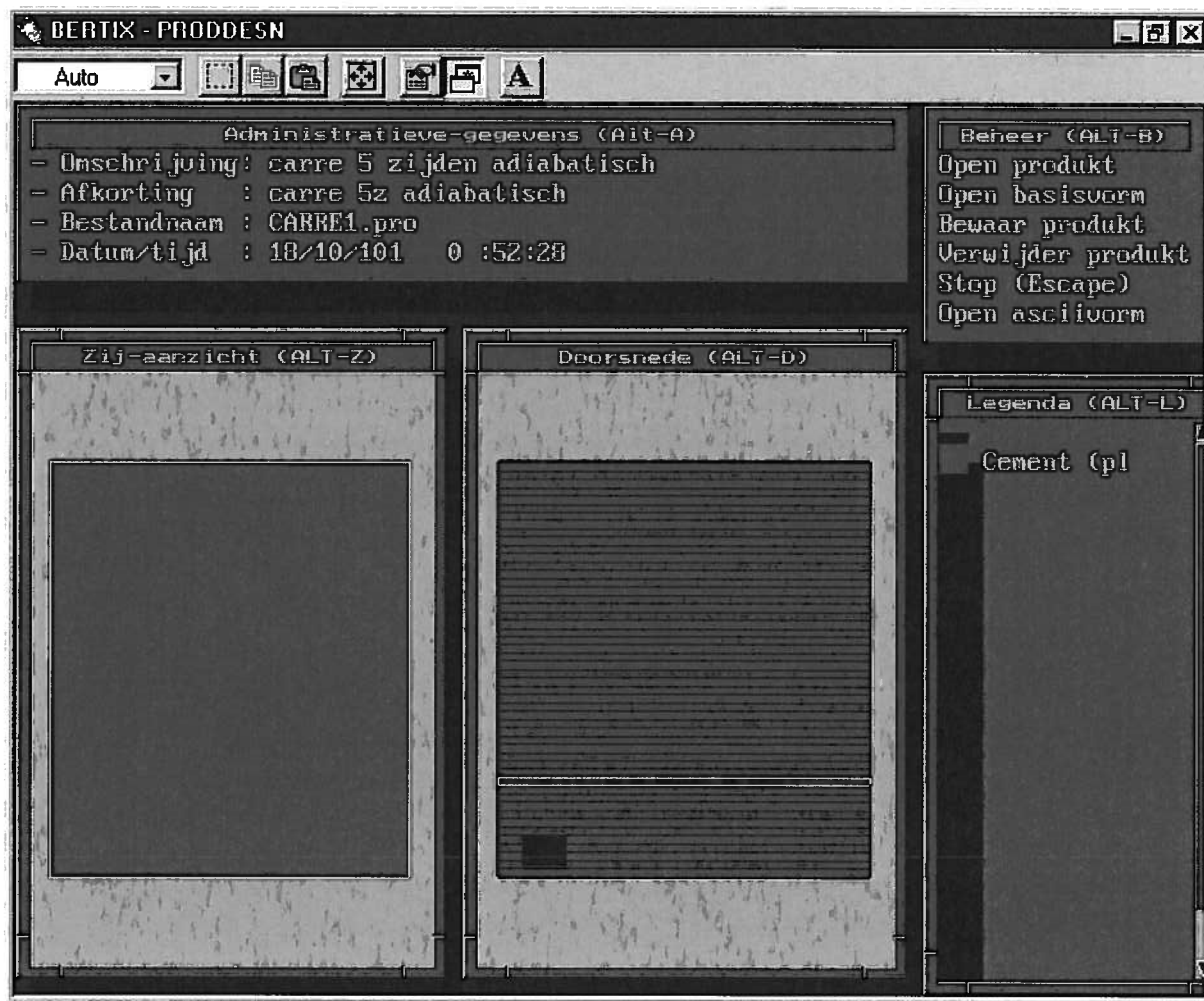 BERTIX - PRODDESN
Auto
A
Administratieve-gegevens (Alt-A)
- Omschrijving: carre 5 zijden adiabatisch
- Afkorting : carre 5z adiabatisch
- Bestandnaam : CARRE1.pro
- Datum/tijd : 18/10/101 0 :52:28
Beheer (ALT-B)
Open produkt
Open basisvorm
Bewaar produkt
Verwijder produkt
Stop (Escape)
Open asciivorm
Zij-aanzicht (ALT-Z)
Doorsnede (ALT-D)
Legenda (ALT-L)
Cement (pl